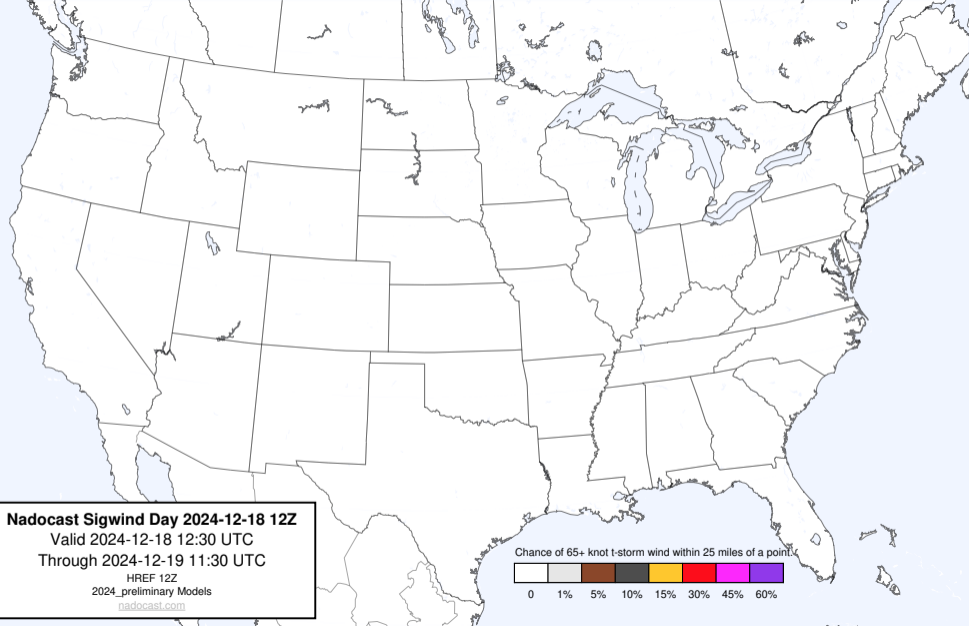 Nadocast Sigwind Day 2024-12-18 12Z
Valid 2024-12-18 12:30 UTC
Through 2024-12-19 11:30 UTC
HREF 12Z
2024_preliminary Models
nadocast.com
Chance of 65+ knot t-storm wind within 25 miles of a point.
0 1% 5% 10% 15% 30% 45% 60%